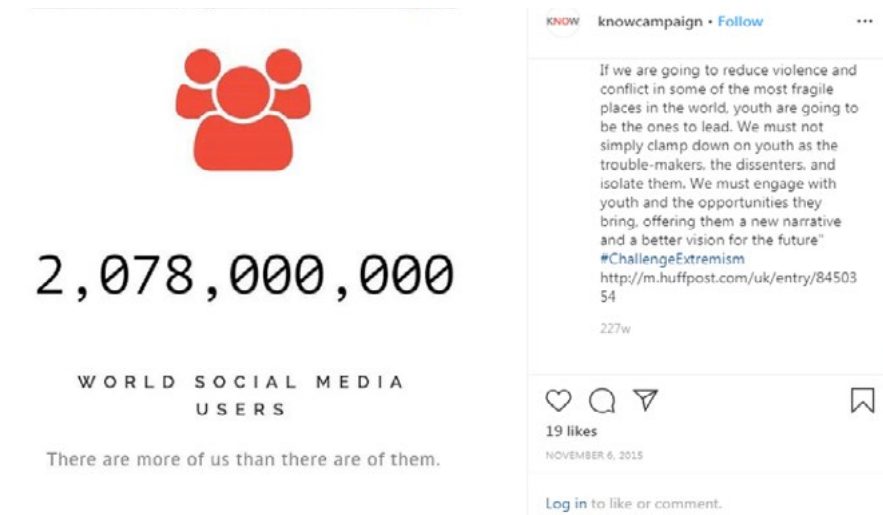 2,078,000,000
WORLD SOCIAL MEDIA
USERS
There are more of us than there are of them.
KNOW
knowcampaign • Follow
If we are going to reduce violence and
conflict in some of the most fragile
places in the world, youth are going to
be the ones to lead. We must not
simply clamp down on youth as the
trouble-makers, the dissenters, and
isolate them. We must engage with
youth and the opportunities they
bring, offering them a new narrative
and a better vision for the future"
#ChallengeExtremism
http://m.huffpost.com/uk/entry/84503
54
227w
19 likes
NOVEMBER 6, 2015
Log in to like or comment.